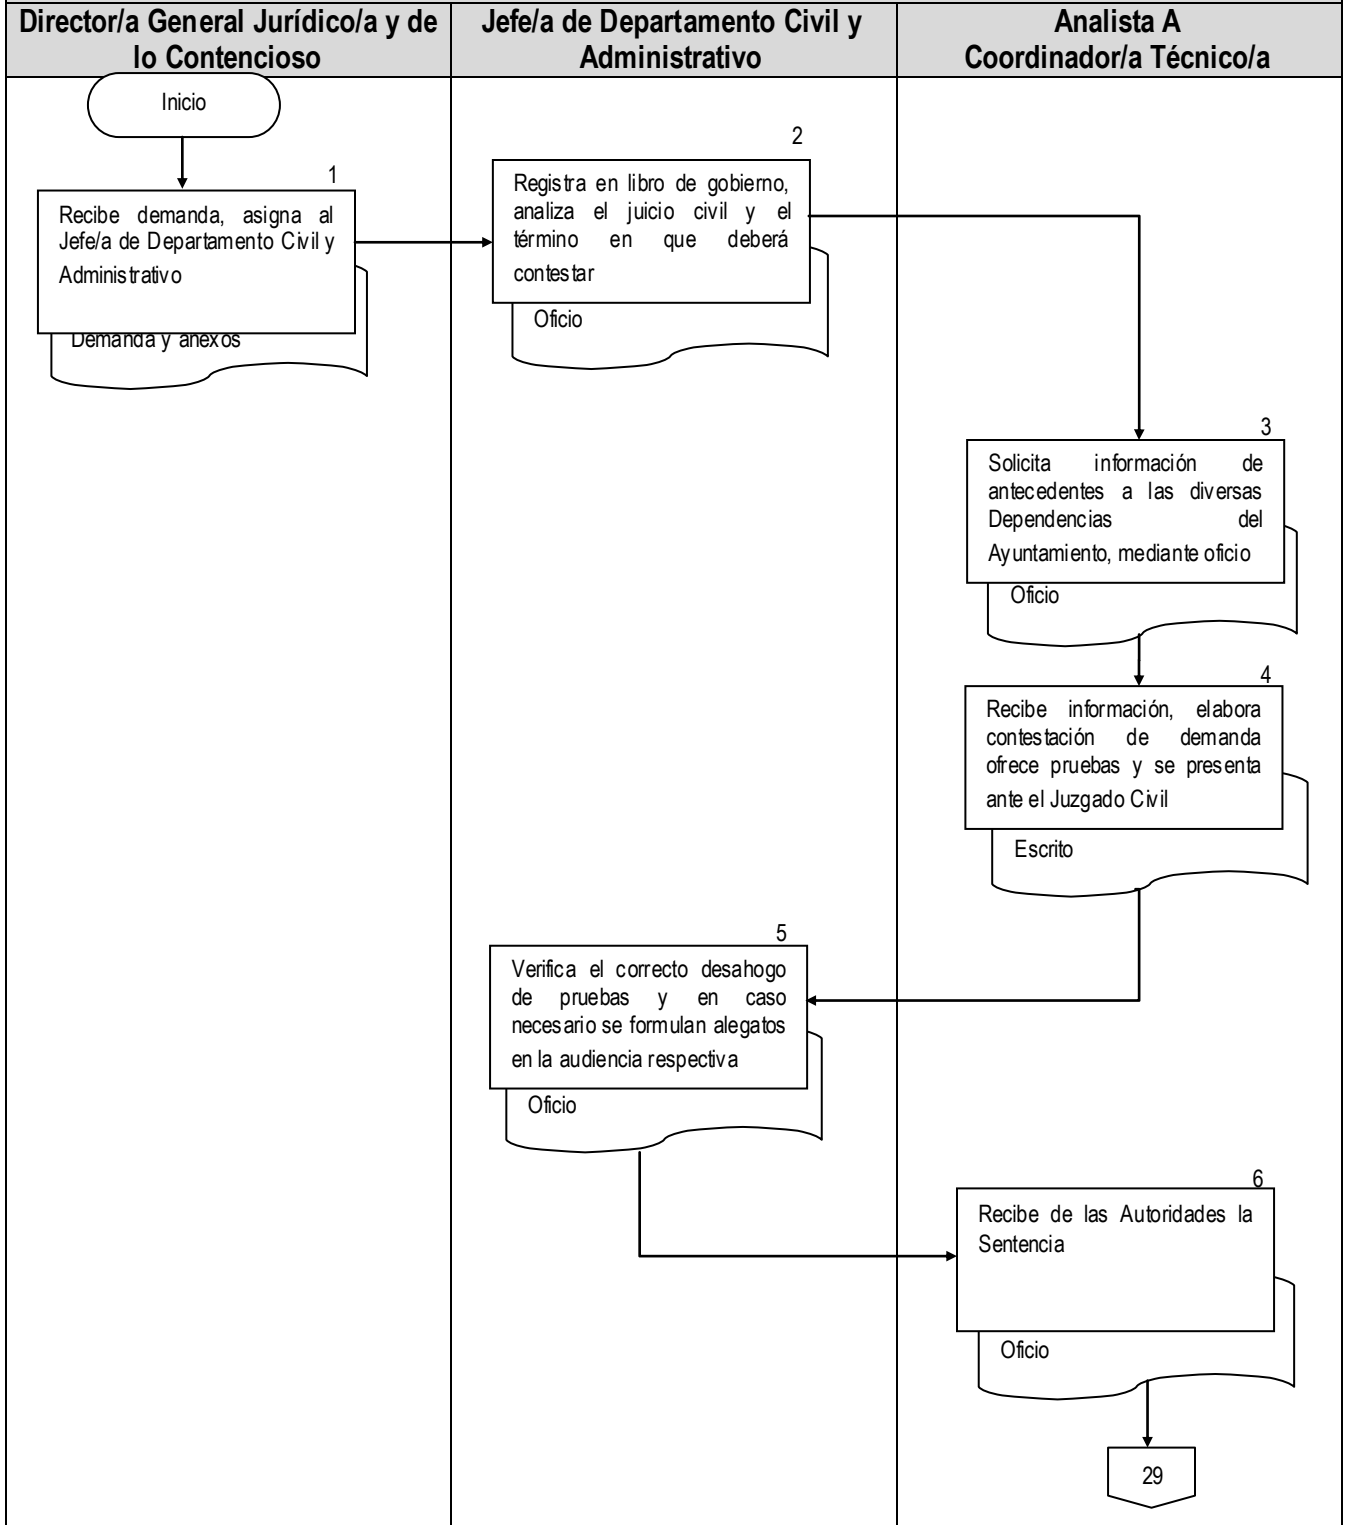 Director/a General Jurídico/a y de
lo Contencioso
Jefe/a de Departamento Civil y
Administrativo
Analista A
Coordinador/a Técnico/a
Inicio
1
Recibe demanda, asigna al
Jefe/a de Departamento Civil y
Administrativo
Demanda y anexos
2
Registra en libro de gobierno,
analiza el juicio civil y el
término en que deberá
contestar
Oficio
3
Solicita información de
antecedentes a las diversas
Dependencias del
Ayuntamiento, mediante oficio
Oficio
4
Recibe información, elabora
contestación de demanda
ofrece pruebas y se presenta
ante el Juzgado Civil
Escrito
5
Verifica el correcto desahogo
de pruebas y en caso
necesario se formulan alegatos
en la audiencia respectiva
Oficio
6
Recibe de las Autoridades la
Sentencia
Oficio
29